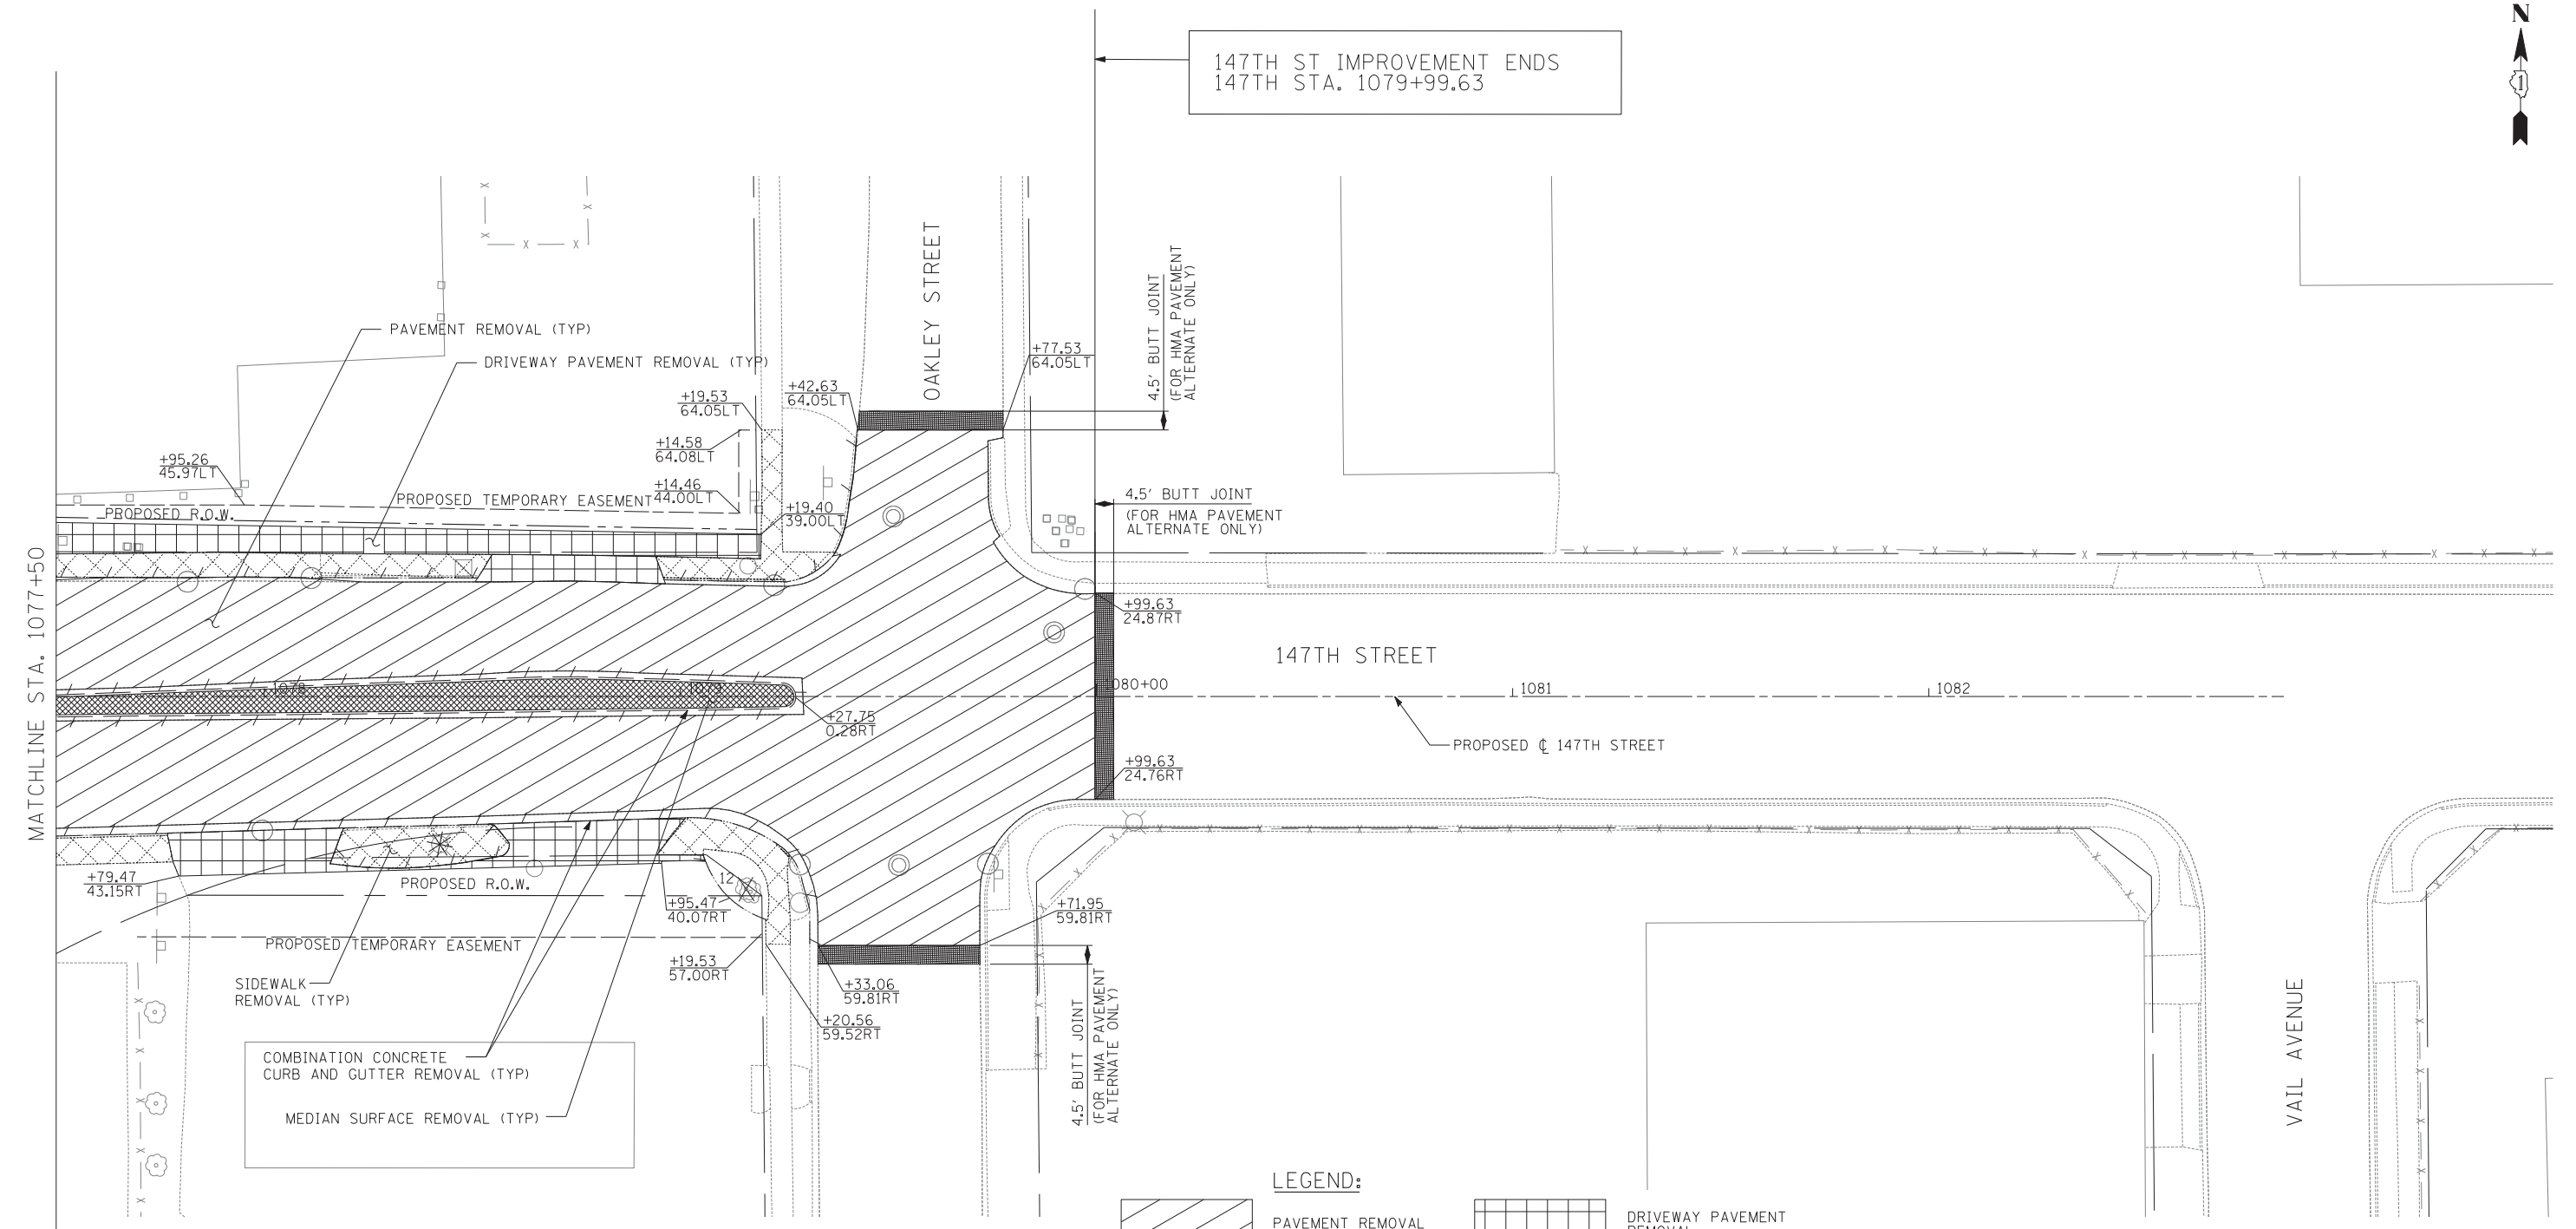 N
1
147TH ST IMPROVEMENT ENDS
147TH STA. 1079+99.63
OAKLEY STREET
4.5' BUTT JOINT
(FOR HMA PAVEMENT
ALTERNATE ONLY)
PAVEMENT REMOVAL (TYP)
DRIVEWAY PAVEMENT REMOVAL (TYP)
+77.53
64.05LT
+42.63
64.05LT
+19.53
64.05LT
+14.58
64.08LT
+95.26
45.97LT
+14.46
44.00LT
PROPOSED TEMPORARY EASEMENT
PROPOSED R.O.W.
+19.40
39.00LT
4.5' BUTT JOINT
(FOR HMA PAVEMENT
ALTERNATE ONLY)
MATCHLINE STA. 1077+50
+99.63
24.87RT
147TH STREET
1078
1079
1080+00
1081
1082
+27.75
0.28RT
PROPOSED ℄ 147TH STREET
+99.63
24.76RT
+79.47
43.15RT
PROPOSED R.O.W.
12
+95.47
40.07RT
+71.95
59.81RT
PROPOSED TEMPORARY EASEMENT
+19.53
57.00RT
SIDEWALK
REMOVAL (TYP)
+33.06
59.81RT
+20.56
59.52RT
4.5' BUTT JOINT
(FOR HMA PAVEMENT
ALTERNATE ONLY)
VAIL AVENUE
COMBINATION CONCRETE
CURB AND GUTTER REMOVAL (TYP)
MEDIAN SURFACE REMOVAL (TYP)
LEGEND:
PAVEMENT REMOVAL
DRIVEWAY PAVEMENT
REMOVAL